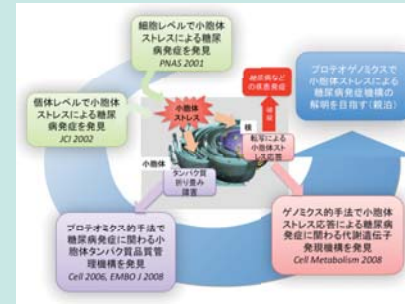 細胞レベルで小胞体
ストレスによる糖尿
病発症を発見
PNAS 2001
個体レベルで小胞体
ストレスによる糖尿
病発症を発見
JCI 2002
糖尿病など
の疾患発症
破綻
プロテオゲノミクスで
小胞体ストレスによる
糖尿病発症機構の
解明を目指す(親泊)
小胞体
ストレス
核
転写による
小胞体スト
レス応答
小胞体
タンパク質
折り畳み
障害
プロテオミクス的手法で
糖尿病発症に関わる小
胞体タンパク質品質管
理機構を発見
Cell 2006, EMBO J 2008
ゲノミクス的手法で小胞体
ストレス応答による糖尿病
発症に関わる代謝遺伝子
発現機構を発見
Cell Metabolism 2008